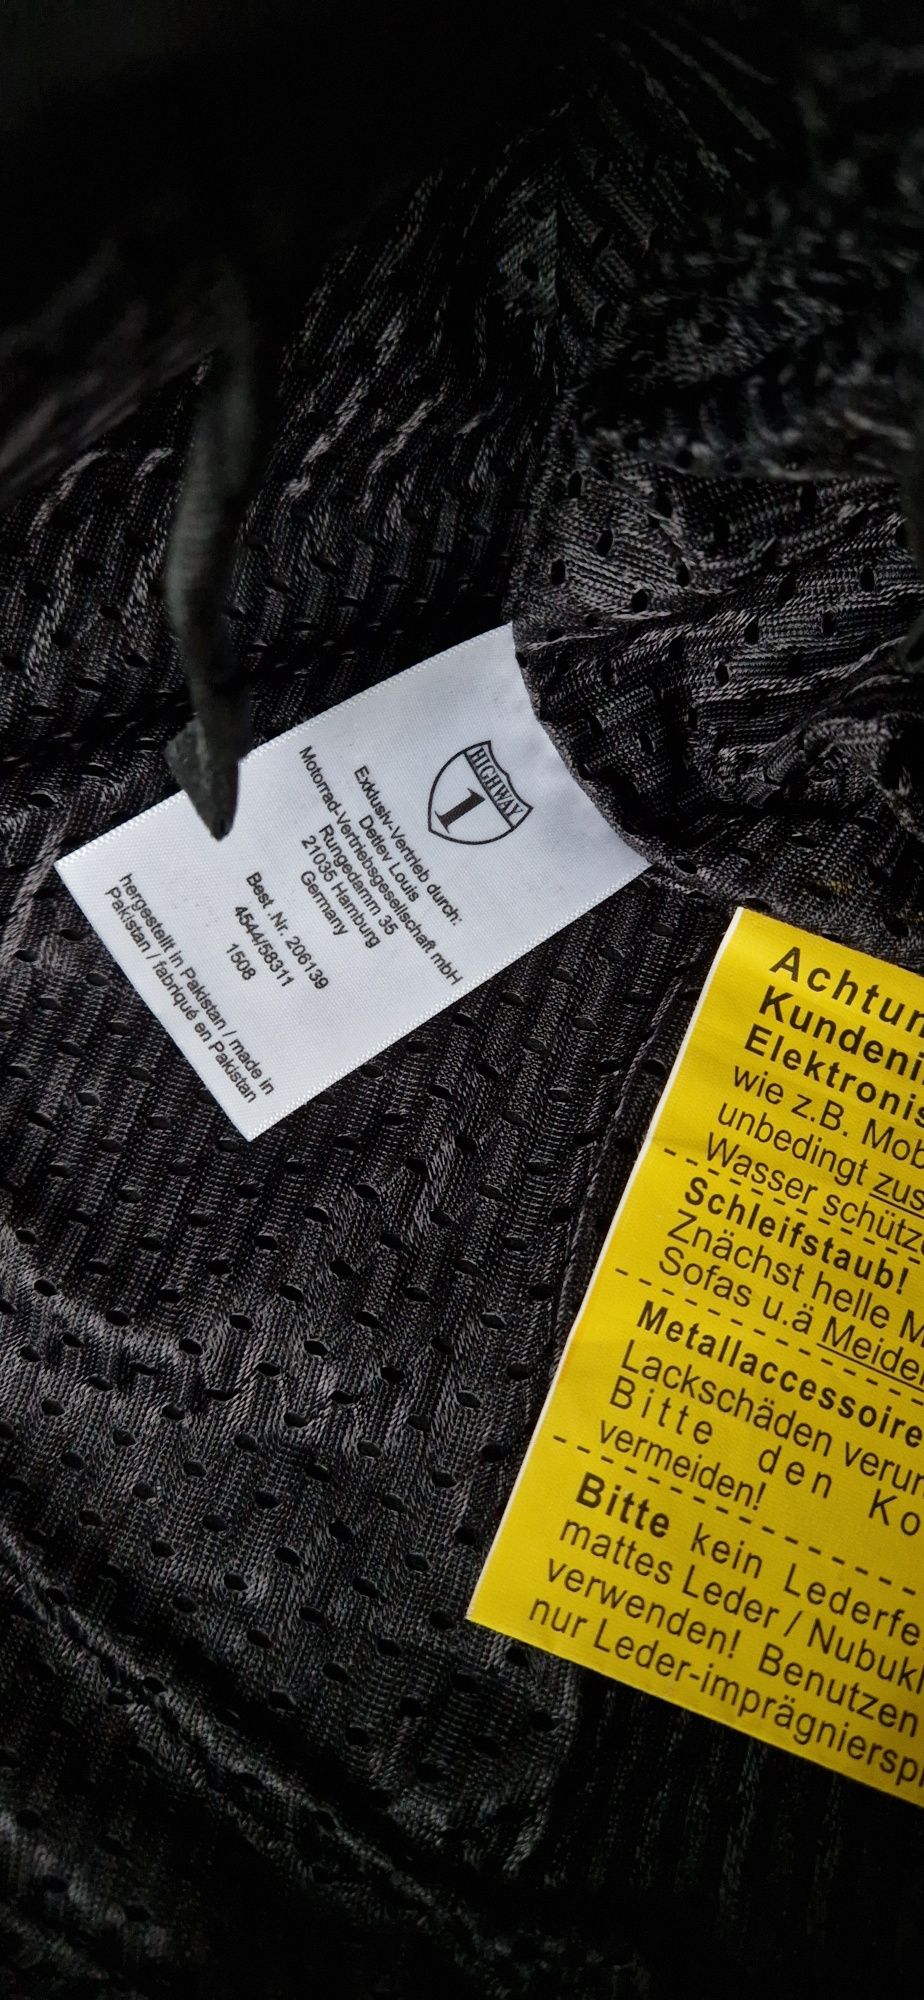 HIGHWAY
1
Exklusiv-Vertrieb durch:
Detlev Louis
Motorrad-Vertriebsgesellschaft mbH
Rungedamm 35
21035 Hamburg
Germany
Best .Nr. 206139
4544/58311
1508
hergestellt in Pakistan / made in
Pakistan / fabriqué en Pakistan
Achtun
Kundeni
Elektronis
wie z.B. Mob
unbedingt zus
Wasser schütze
Schleifstaub!
Znächst helle M
Sofas u.ä Meide
Metallaccessoire
Lackschäden verur
Bitte den Ko
vermeiden!
Bitte kein Lederfe
mattes Leder / Nubukl
verwenden! Benutzen
nur Leder-imprägniersp